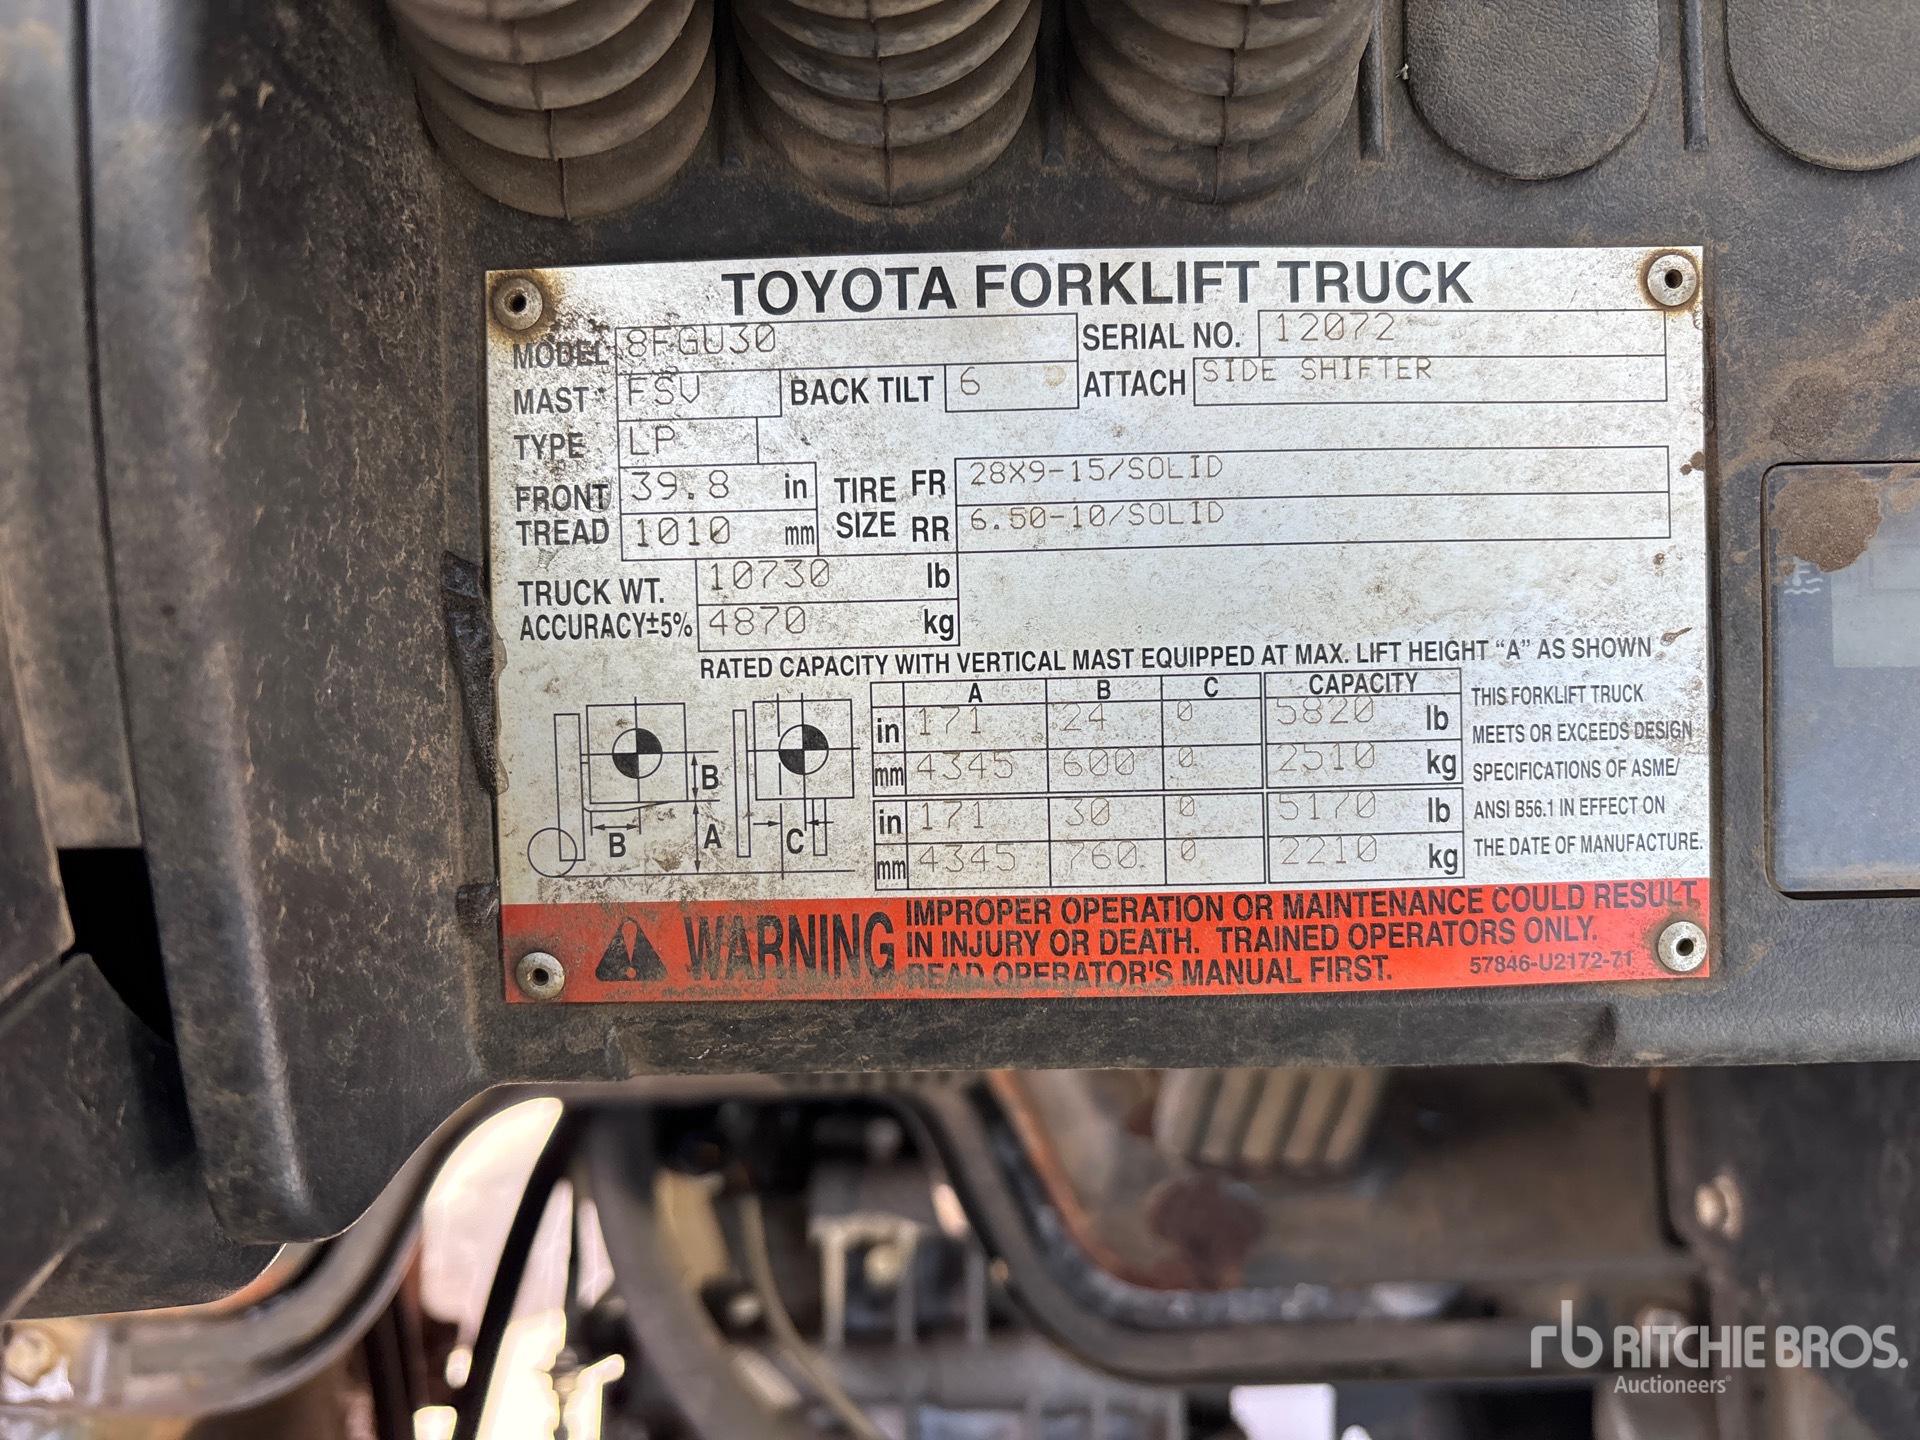 TOYOTA FORKLIFT TRUCK
MODEL 8FGU30 SERIAL NO. 12072
MAST FSV BACK TILT 6 ATTACH SIDE SHIFTER
TYPE LP
FRONT TREAD 39.8 in TIRE SIZE FR 28X9-15/SOLID
1010 mm RR 6.50-10/SOLID
TRUCK WT. 10730 lb
ACCURACY±5% 4870 kg
RATED CAPACITY WITH VERTICAL MAST EQUIPPED AT MAX. LIFT HEIGHT "A" AS SHOWN
A B C CAPACITY
in 171 24 0 5820 lb
mm 4345 600 0 2510 kg
in 171 30 0 5170 lb
mm 4345 760 0 2210 kg
B B A C
THIS FORKLIFT TRUCK
MEETS OR EXCEEDS DESIGN
SPECIFICATIONS OF ASME/
ANSI B56.1 IN EFFECT ON
THE DATE OF MANUFACTURE.
WARNING IMPROPER OPERATION OR MAINTENANCE COULD RESULT
IN INJURY OR DEATH. TRAINED OPERATORS ONLY.
READ OPERATOR'S MANUAL FIRST. 57846-U2172-71
rb RITCHIE BROS.
Auctioneers